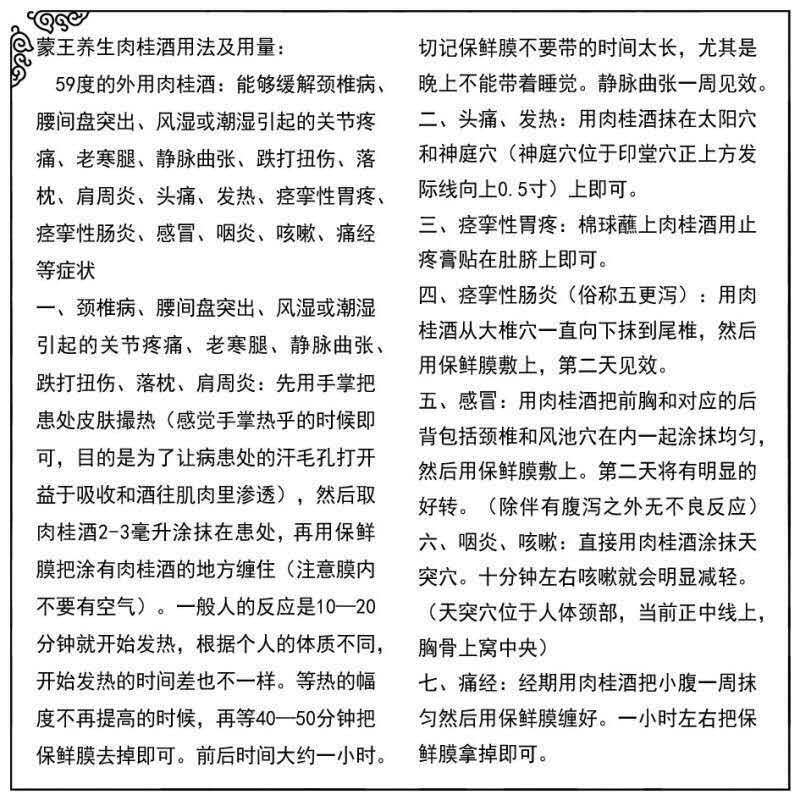 蒙王养生肉桂酒用法及用量：
59度的外用肉桂酒：能够缓解颈椎病、
腰间盘突出、风湿或潮湿引起的关节疼
痛、老寒腿、静脉曲张、跌打扭伤、落
枕、肩周炎、头痛、发热、痉挛性胃疼、
痉挛性肠炎、感冒、咽炎、咳嗽、痛经
等症状
一、颈椎病、腰间盘突出、风湿或潮湿
引起的关节疼痛、老寒腿、静脉曲张、
跌打扭伤、落枕、肩周炎：先用手掌把
患处皮肤撮热（感觉手掌热乎的时候即
可，目的是为了让病患处的汗毛孔打开
益于吸收和酒往肌肉里渗透），然后取
肉桂酒2-3毫升涂抹在患处，再用保鲜
膜把涂有肉桂酒的地方缠住（注意膜内
不要有空气）。一般人的反应是10—20
分钟就开始发热，根据个人的体质不同，
开始发热的时间差也不一样。等热的幅
度不再提高的时候，再等40—50分钟把
保鲜膜去掉即可。前后时间大约一小时。
切记保鲜膜不要带的时间太长，尤其是
晚上不能带着睡觉。静脉曲张一周见效。
二、头痛、发热：用肉桂酒抹在太阳穴
和神庭穴（神庭穴位于印堂穴正上方发
际线向上0.5寸）上即可。
三、痉挛性胃疼：棉球蘸上肉桂酒用止
疼膏贴在肚脐上即可。
四、痉挛性肠炎（俗称五更泻）：用肉
桂酒从大椎穴一直向下抹到尾椎，然后
用保鲜膜敷上，第二天见效。
五、感冒：用肉桂酒把前胸和对应的后
背包括颈椎和风池穴在内一起涂抹均匀，
然后用保鲜膜敷上。第二天将有明显的
好转。（除伴有腹泻之外无不良反应）
六、咽炎、咳嗽：直接用肉桂酒涂抹天
突穴。十分钟左右咳嗽就会明显减轻。
（天突穴位于人体颈部，当前正中线上，
胸骨上窝中央）
七、痛经：经期用肉桂酒把小腹一周抹
匀然后用保鲜膜缠好。一小时左右把保
鲜膜拿掉即可。